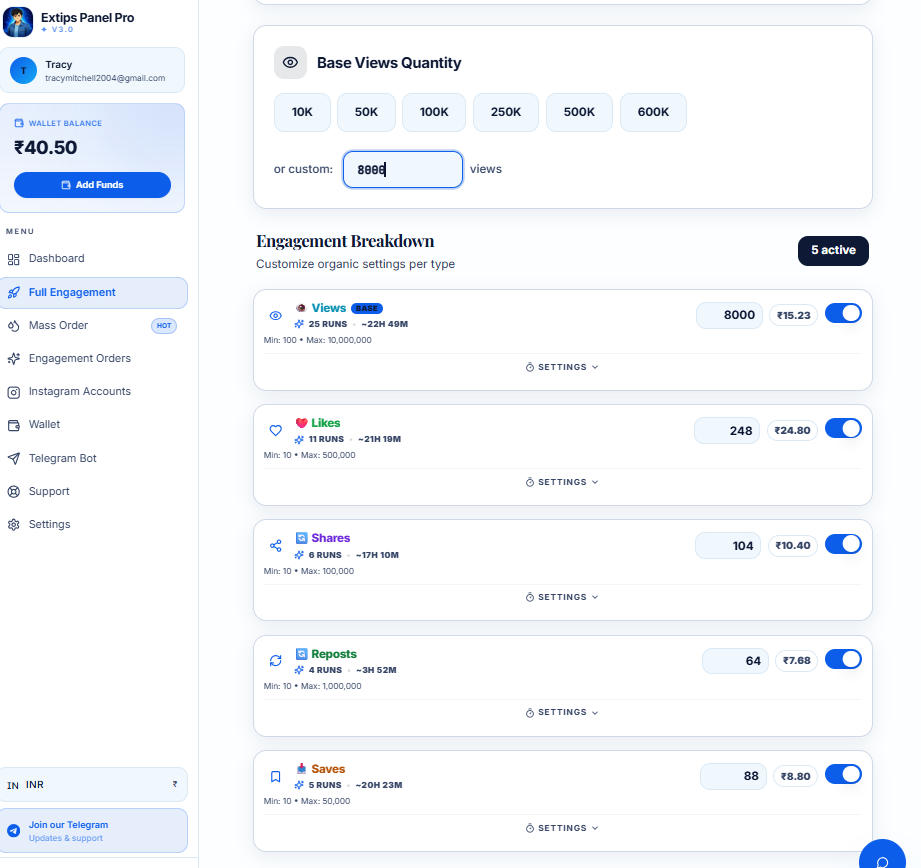 Extips Panel Pro
✦ V3.0
T
Tracy
tracymitchell2004@gmail.com
WALLET BALANCE
₹40.50
Add Funds
MENU
Dashboard
Full Engagement
Mass Order HOT
Engagement Orders
Instagram Accounts
Wallet
Telegram Bot
Support
Settings
IN INR ₹
Join our Telegram
Updates & support
Base Views Quantity
10K 50K 100K 250K 500K 600K
or custom: 8000 views
Engagement Breakdown
Customize organic settings per type
5 active
Views BASE
25 RUNS · ~22H 49M
Min: 100 • Max: 10,000,000
8000 ₹15.23
SETTINGS
Likes
11 RUNS · ~21H 19M
Min: 10 • Max: 500,000
248 ₹24.80
SETTINGS
Shares
6 RUNS · ~17H 10M
Min: 10 • Max: 100,000
104 ₹10.40
SETTINGS
Reposts
4 RUNS · ~3H 52M
Min: 10 • Max: 1,000,000
64 ₹7.68
SETTINGS
Saves
5 RUNS · ~20H 23M
Min: 10 • Max: 50,000
88 ₹8.80
SETTINGS